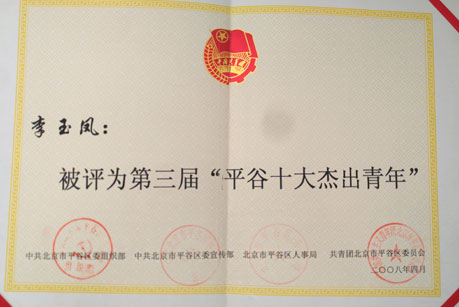 李玉凤：
被评为第三届“平谷十大杰出青年”
中共北京市平谷区委组织部 中共北京市平谷区委宣传部 北京市平谷区人事局 共青团北京市平谷区委员会
二〇〇八年四月